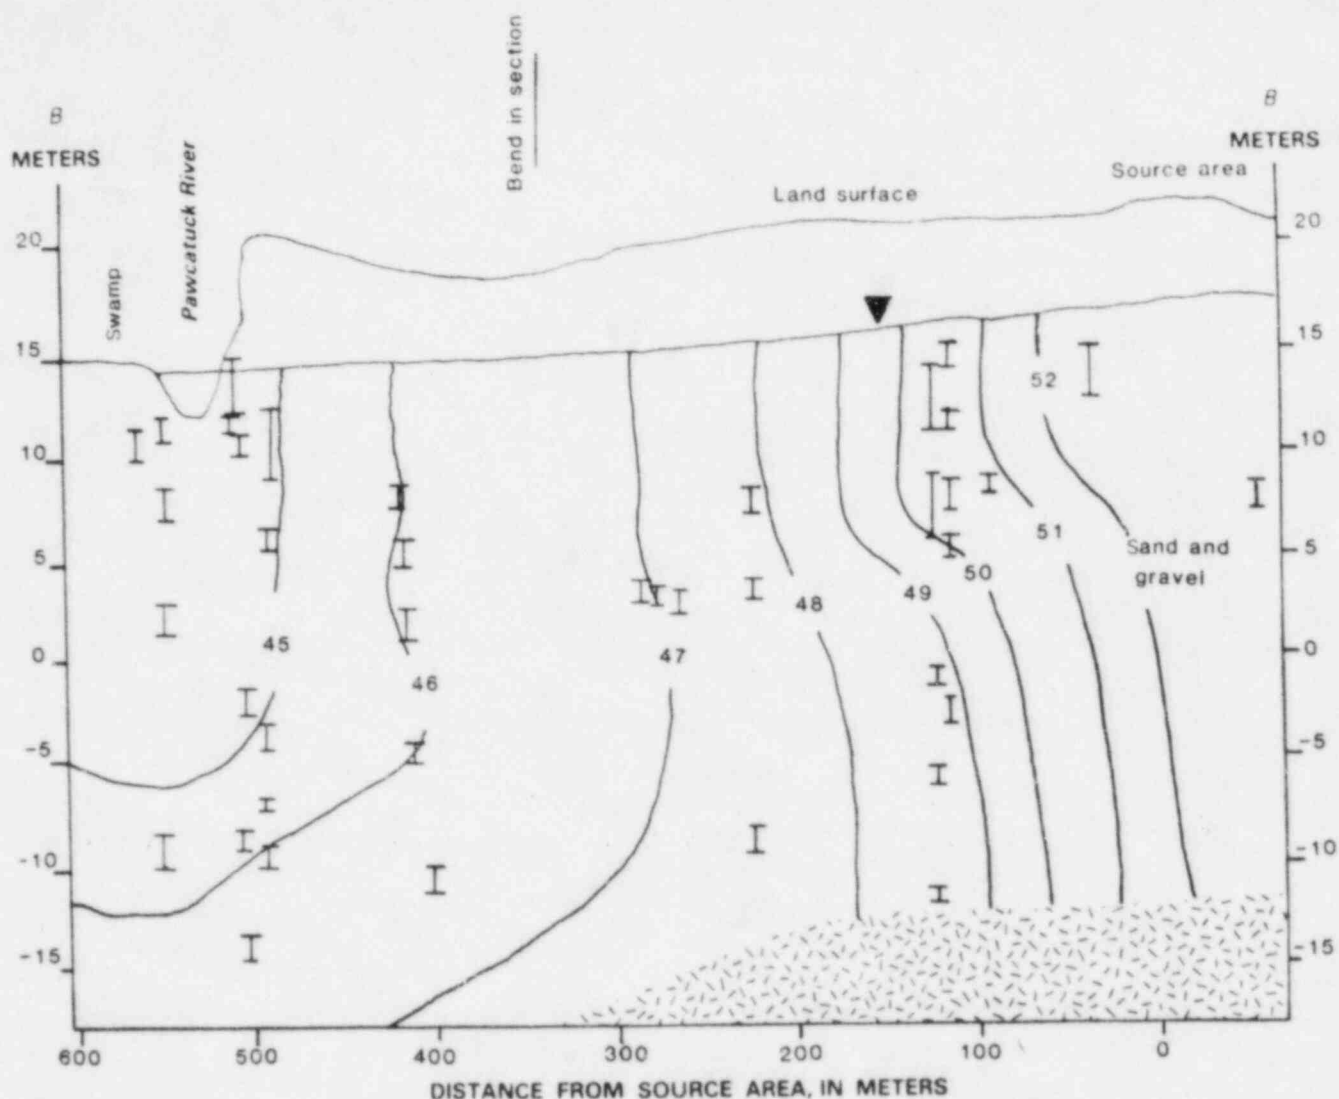 Bend in section
B
METERS
B
METERS
Swamp
Pawcatuck River
Land surface
Source area
20
15
10
5
0
-5
-10
-15
20
15
10
5
0
-5
-10
-15
45
46
47
48
49
50
51
52
Sand and
gravel
600
500
400
300
200
100
0
DISTANCE FROM SOURCE AREA, IN METERS